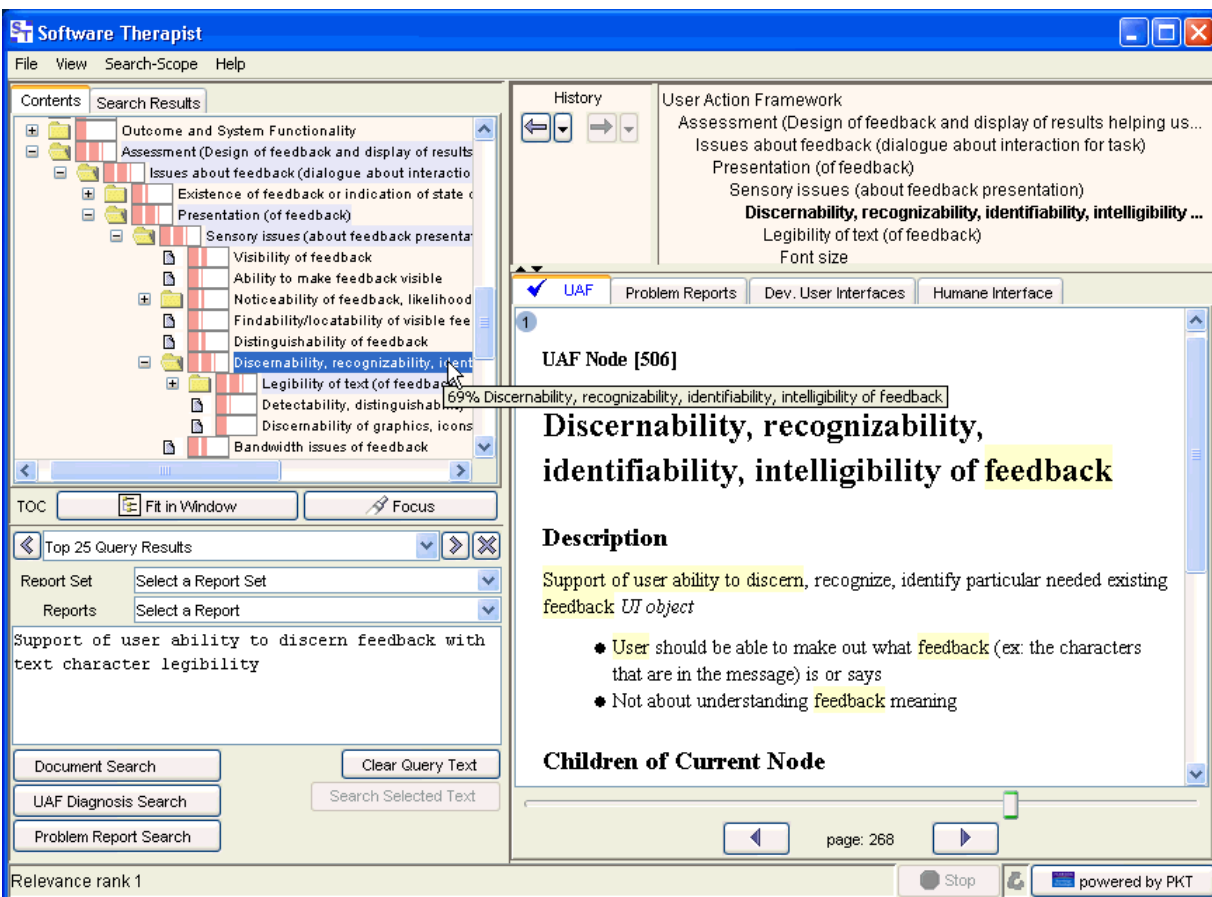 Software Therapist
File View Search-Scope Help
Contents Search Results
Outcome and System Functionality
Assessment (Design of feedback and display of results
Issues about feedback (dialogue about interactio
Existence of feedback or indication of state
Presentation (of feedback)
Sensory issues (about feedback presenta
Visibility of feedback
Ability to make feedback visible
Noticeability of feedback, likelihood
Findability/locatability of visible fee
Distinguishability of feedback
Discernability, recognizability, ident
Legibility of text (of feedba
69% Discernability, recognizability, identifiability, intelligibility of feedback
Detectability, distinguishab
Discernability of graphics, icons
Bandwidth issues of feedback
TOC Fit in Window Focus
Top 25 Query Results
Report Set Select a Report Set
Reports Select a Report
Support of user ability to discern feedback with
text character legibility
Document Search Clear Query Text
UAF Diagnosis Search Search Selected Text
Problem Report Search
History
User Action Framework
Assessment (Design of feedback and display of results helping us...
Issues about feedback (dialogue about interaction for task)
Presentation (of feedback)
Sensory issues (about feedback presentation)
Discernability, recognizability, identifiability, intelligibility ...
Legibility of text (of feedback)
Font size
UAF Problem Reports Dev. User Interfaces Humane Interface
1
UAF Node [506]
Discernability, recognizability,
identifiability, intelligibility of feedback
Description
Support of user ability to discern, recognize, identify particular needed existing
feedback UI object
● User should be able to make out what feedback (ex: the characters
that are in the message) is or says
● Not about understanding feedback meaning
Children of Current Node
page: 268
Relevance rank 1 Stop powered by PKT